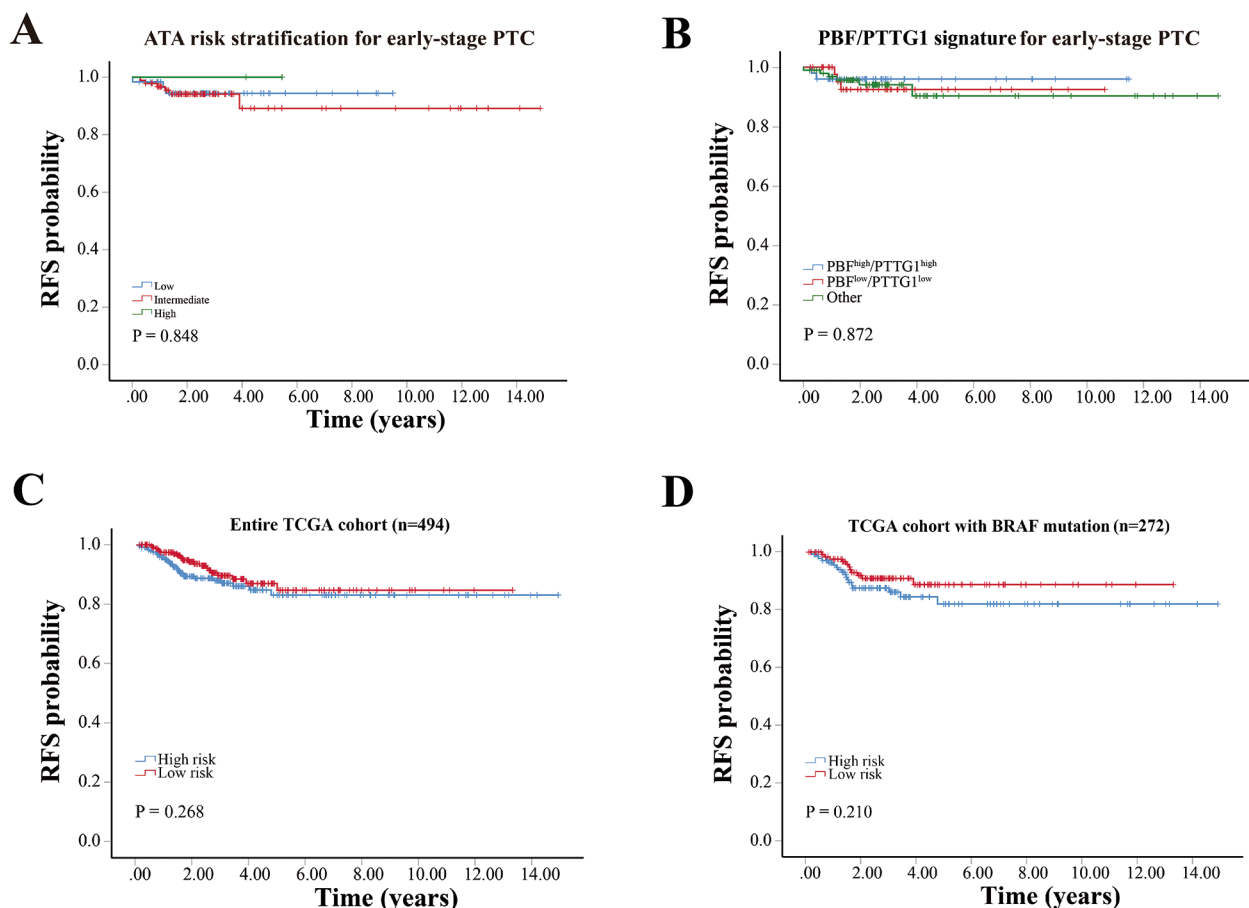 A
ATA risk stratification for early-stage PTC
RFS probability
1.0
0.8
0.6
0.4
0.2
0.0
Low
Intermediate
High
P = 0.848
.00 2.00 4.00 6.00 8.00 10.00 12.00 14.00
Time (years)
B
PBF/PTTG1 signature for early-stage PTC
RFS probability
1.0
0.8
0.6
0.4
0.2
0.0
PBFhigh/PTTG1high
PBFlow/PTTG1low
Other
P = 0.872
.00 2.00 4.00 6.00 8.00 10.00 12.00 14.00
C
Entire TCGA cohort (n=494)
RFS probability
1.0
0.8
0.6
0.4
0.2
0.0
High risk
Low risk
P = 0.268
.00 2.00 4.00 6.00 8.00 10.00 12.00 14.00
Time (years)
D
TCGA cohort with BRAF mutation (n=272)
RFS probability
1.0
0.8
0.6
0.4
0.2
0.0
High risk
Low risk
P = 0.210
.00 2.00 4.00 6.00 8.00 10.00 12.00 14.00
Time (years)